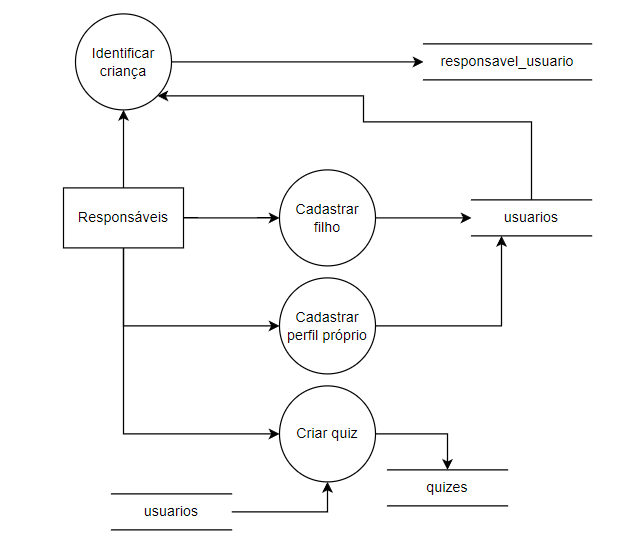 Identificar
criança
responsavel_usuario
Responsáveis
Cadastrar
filho
usuarios
Cadastrar
perfil próprio
Criar quiz
quizes
usuarios